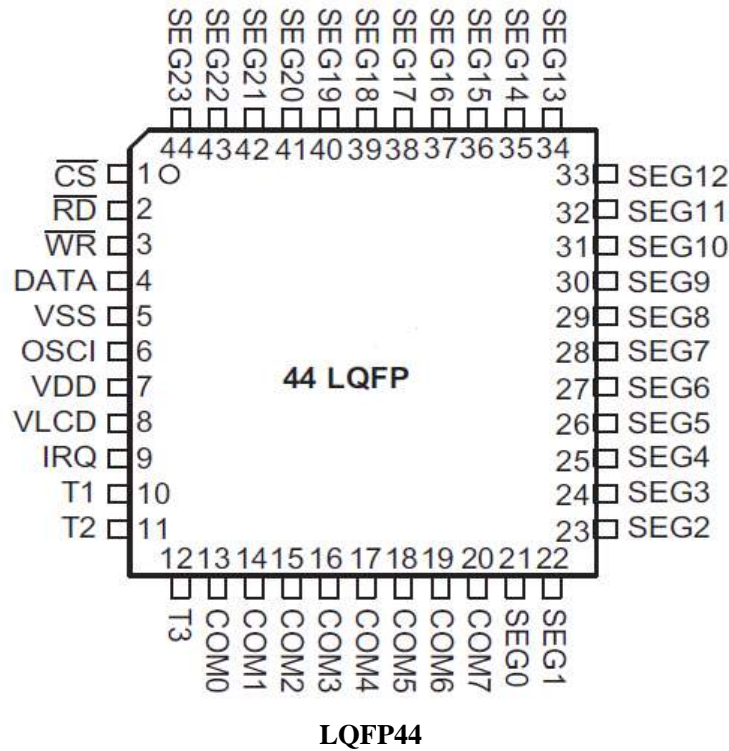 SEG23 SEG22 SEG21 SEG20 SEG19 SEG18 SEG17 SEG16 SEG15 SEG14 SEG13
44 43 42 41 40 39 38 37 36 35 34
CS 1 33 SEG12
RD 2 32 SEG11
WR 3 31 SEG10
DATA 4 30 SEG9
VSS 5 29 SEG8
OSCI 6 28 SEG7
VDD 7 27 SEG6
VLCD 8 26 SEG5
IRQ 9 25 SEG4
T1 10 24 SEG3
T2 11 23 SEG2
44 LQFP
12 13 14 15 16 17 18 19 20 21 22
T3 COM0 COM1 COM2 COM3 COM4 COM5 COM6 COM7 SEG0 SEG1
LQFP44